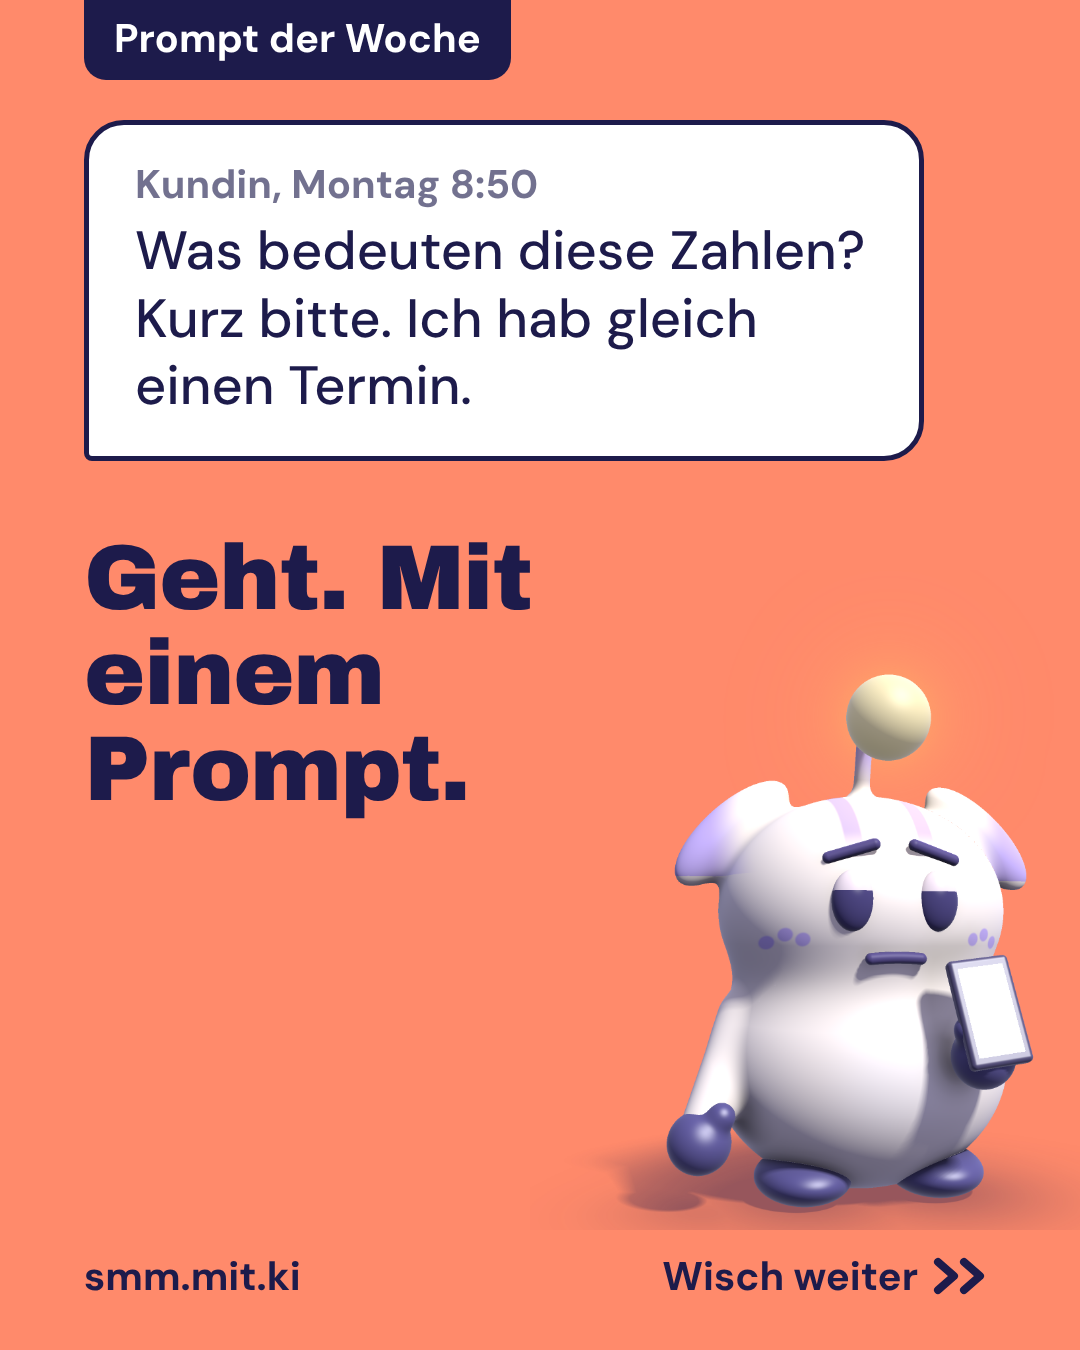 Prompt der Woche
Kundin, Montag 8:50
Was bedeuten diese Zahlen?
Kurz bitte. Ich hab gleich
einen Termin.
Geht. Mit
einem
Prompt.
smm.mit.ki
Wisch weiter